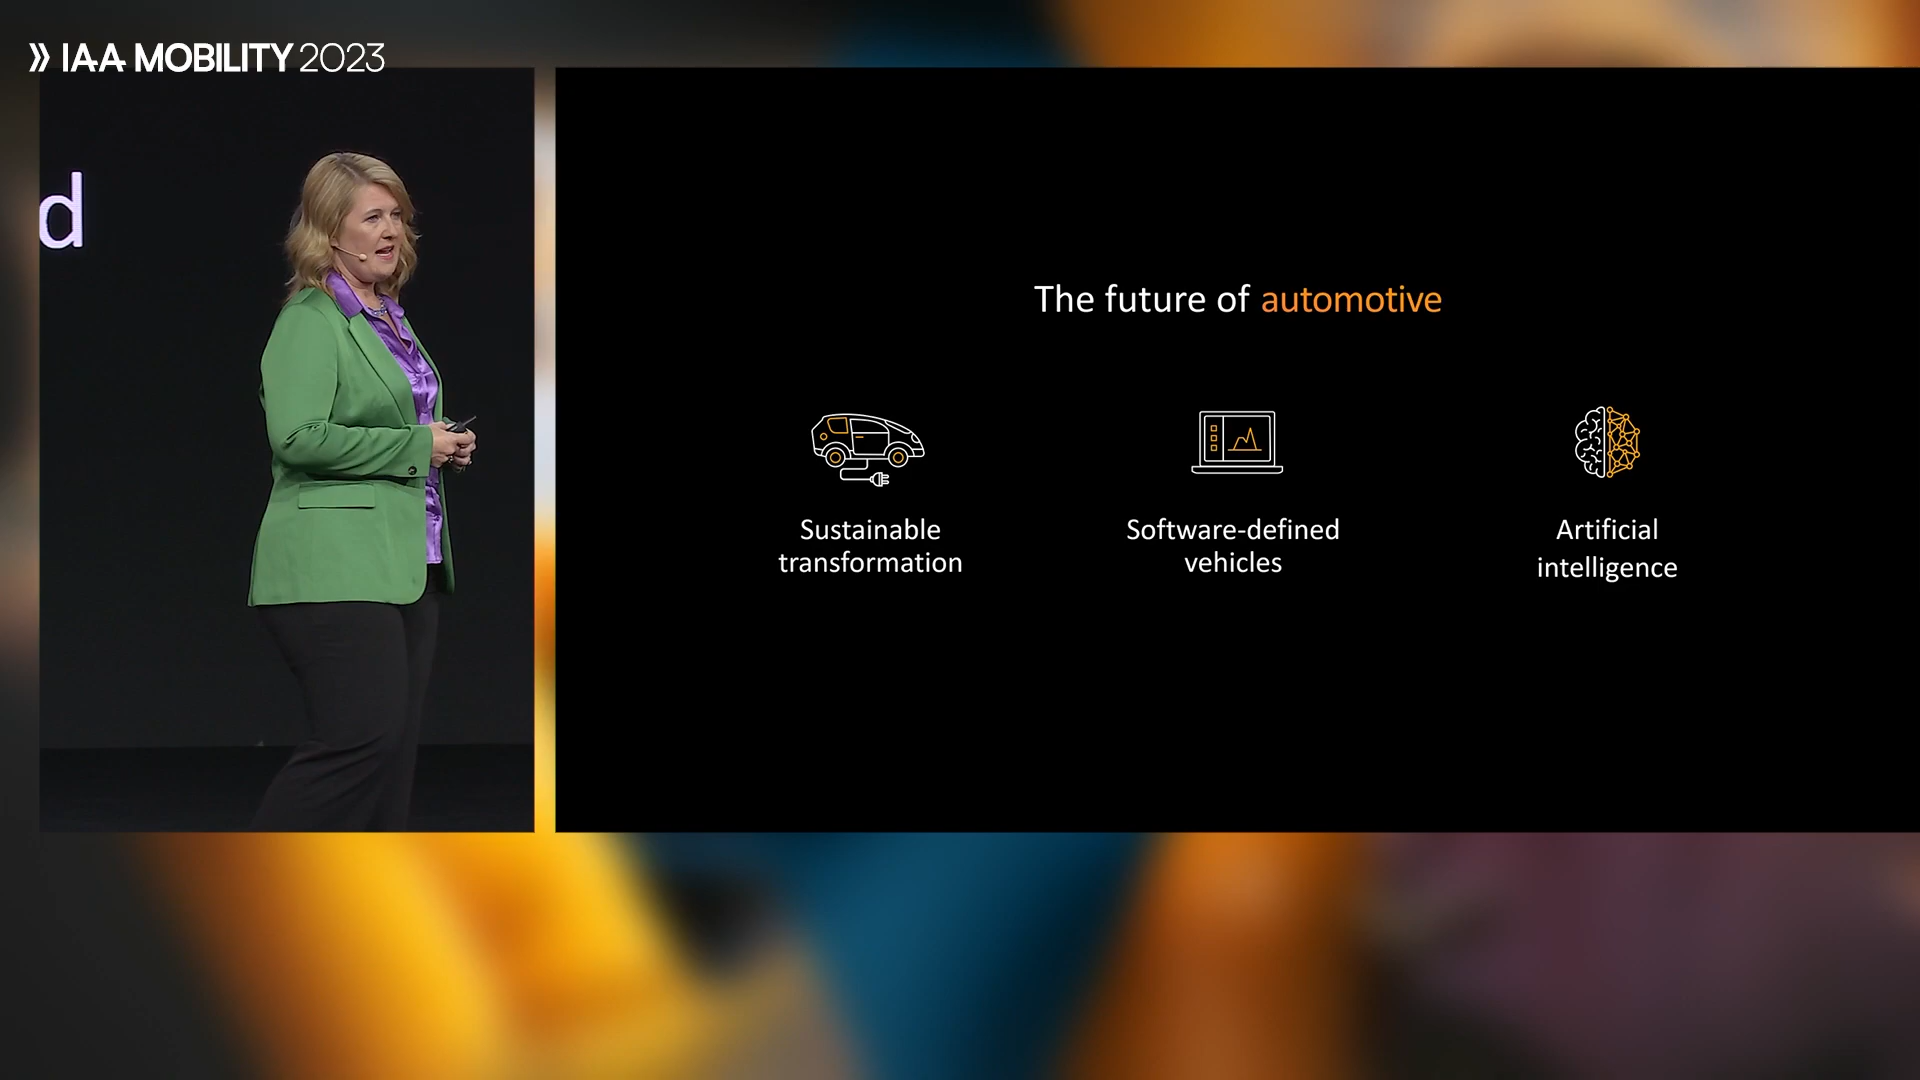 IAA MOBILITY 2023
d
The future of automotive
Sustainable
transformation
Software-defined
vehicles
Artificial
intelligence